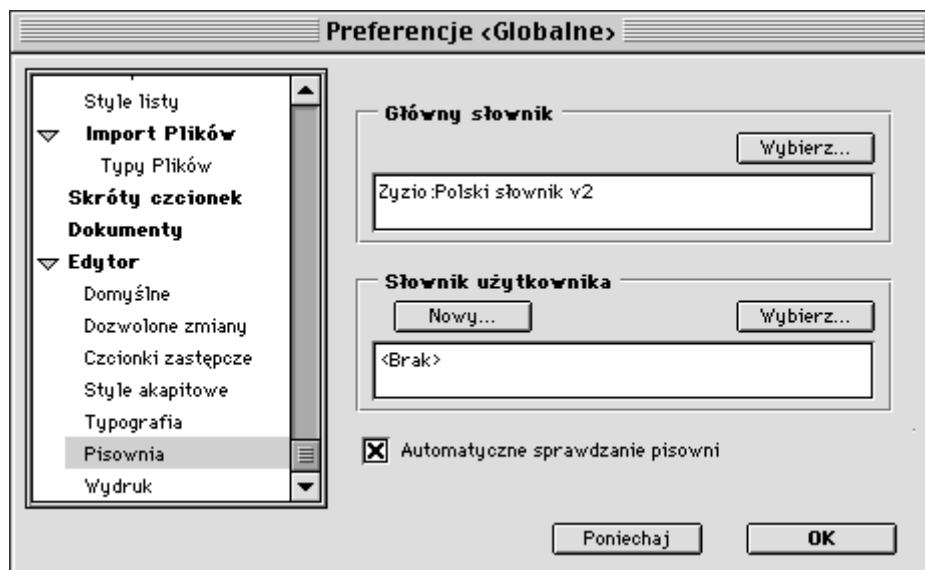 Preferencje <Globalne>
Style listy
Import Plików
Typy Plików
Skróty czcionek
Dokumenty
Edytor
Domyślne
Dozwolone zmiany
Czcionki zastępcze
Style akapitowe
Typografia
Pisownia
Wydruk
Główny słownik
Wybierz...
Zyzio:Polski słownik v2
Słownik użytkownika
Nowy... Wybierz...
<Brak>
Automatyczne sprawdzanie pisowni
Poniechaj OK